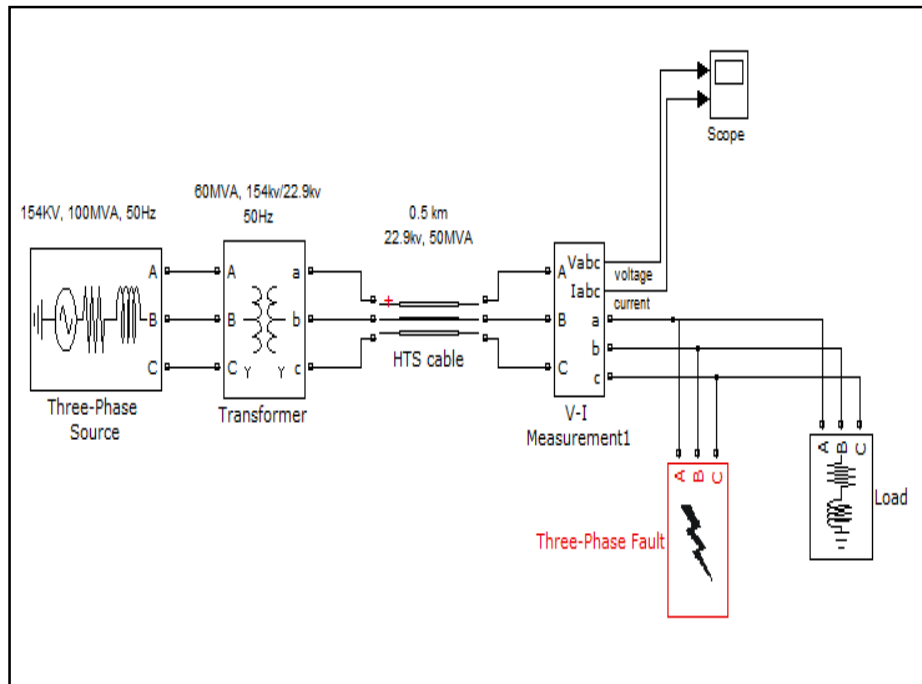 Scope
60MVA, 154kv/22.9kv
50Hz
154KV, 100MVA, 50Hz
0.5 km
22.9kv, 50MVA
A
B
C
Three-Phase
Source
A
B
C
Y
Y
a
b
c
Transformer
+
HTS cable
A
B
C
Vabc
Iabc
a
b
c
voltage
current
V-I
Measurement1
A
B
C
Three-Phase Fault
A
B
C
Load